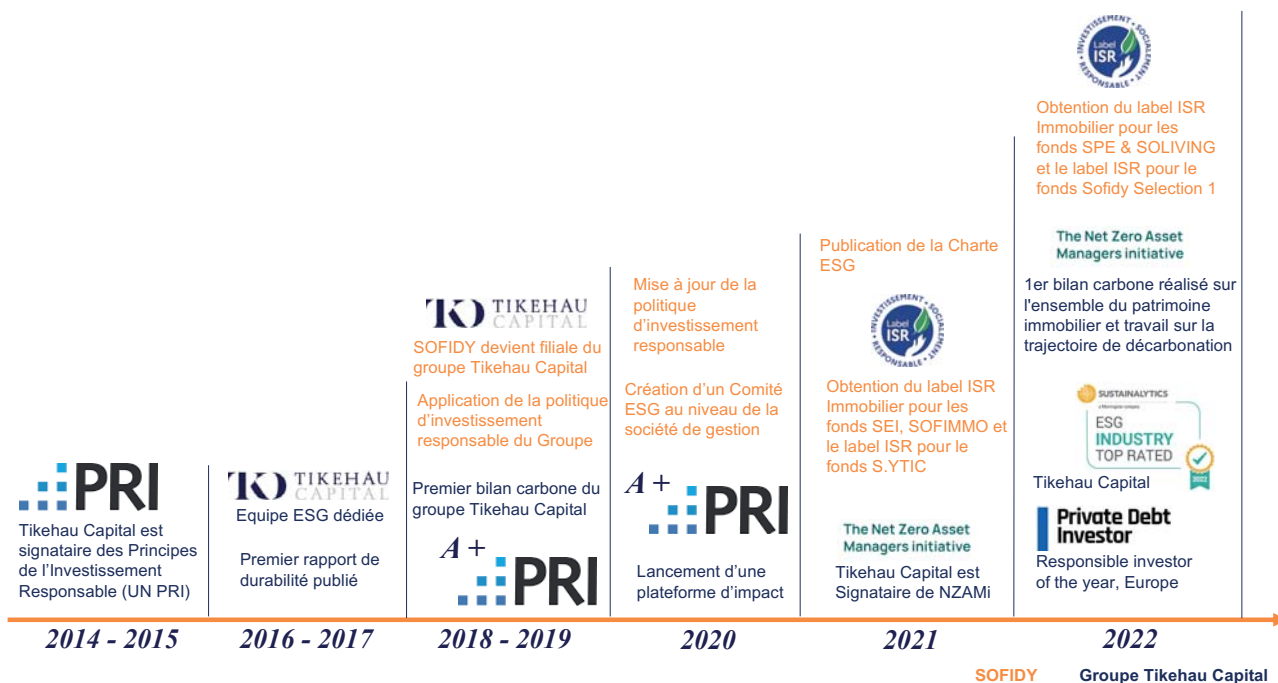 PRI
Tikehau Capital est
signataire des Principes
de l'Investissement
Responsable (UN PRI)
2014 - 2015
TIKEHAU
CAPITAL
Equipe ESG dédiée
Premier rapport de
durabilité publié
2016 - 2017
TIKEHAU
CAPITAL
SOFIDY devient filiale du
groupe Tikehau Capital
Application de la politique
d'investissement
responsable du Groupe
Premier bilan carbone du
groupe Tikehau Capital
A+
PRI
2018 - 2019
Mise à jour de la
politique
d'investissement
responsable
Création d'un Comité
ESG au niveau de la
société de gestion
A+
PRI
Lancement d'une
plateforme d'impact
2020
Publication de la Charte
ESG
INVESTISSEMENT • SOCIALEMENT • RESPONSABLE •
Label
ISR
Obtention du label ISR
Immobilier pour les
fonds SEI, SOFIMMO et
le label ISR pour le
fonds S.YTIC
The Net Zero Asset
Managers initiative
Tikehau Capital est
Signataire de NZAMi
2021
INVESTISSEMENT • SOCIALEMENT • RESPONSABLE •
Label
ISR
Obtention du label ISR
Immobilier pour les
fonds SPE & SOLIVING
et le label ISR pour le
fonds Sofidy Selection 1
The Net Zero Asset
Managers initiative
1er bilan carbone réalisé sur
l'ensemble du patrimoine
immobilier et travail sur la
trajectoire de décarbonation
SUSTAINALYTICS
a Morningstar company
ESG
INDUSTRY
TOP RATED
2022
Tikehau Capital
Private Debt
Investor
Responsible investor
of the year, Europe
2022
SOFIDY
Groupe Tikehau Capital